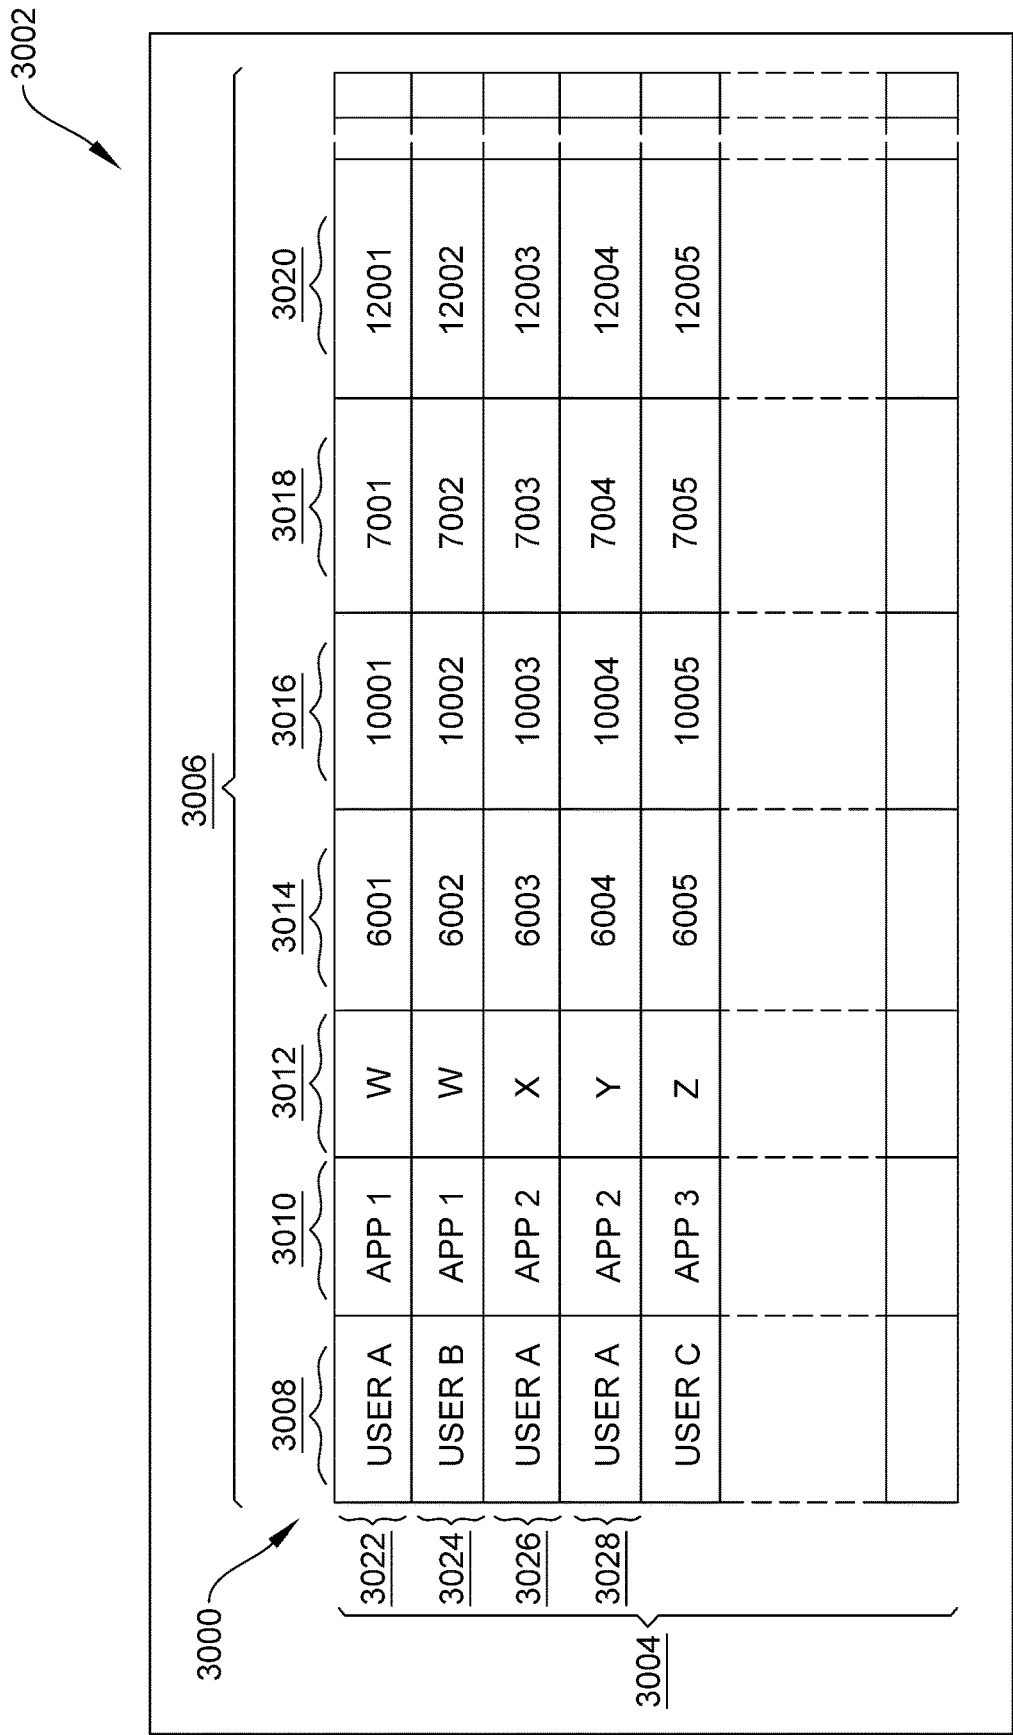 3002
3006
3008 3010 3012 3014 3016 3018 3020
3000
3022 USER A APP 1 W 6001 10001 7001 12001
3024 USER B APP 1 W 6002 10002 7002 12002
3026 USER A APP 2 X 6003 10003 7003 12003
3028 USER A APP 2 Y 6004 10004 7004 12004
USER C APP 3 Z 6005 10005 7005 12005
3004